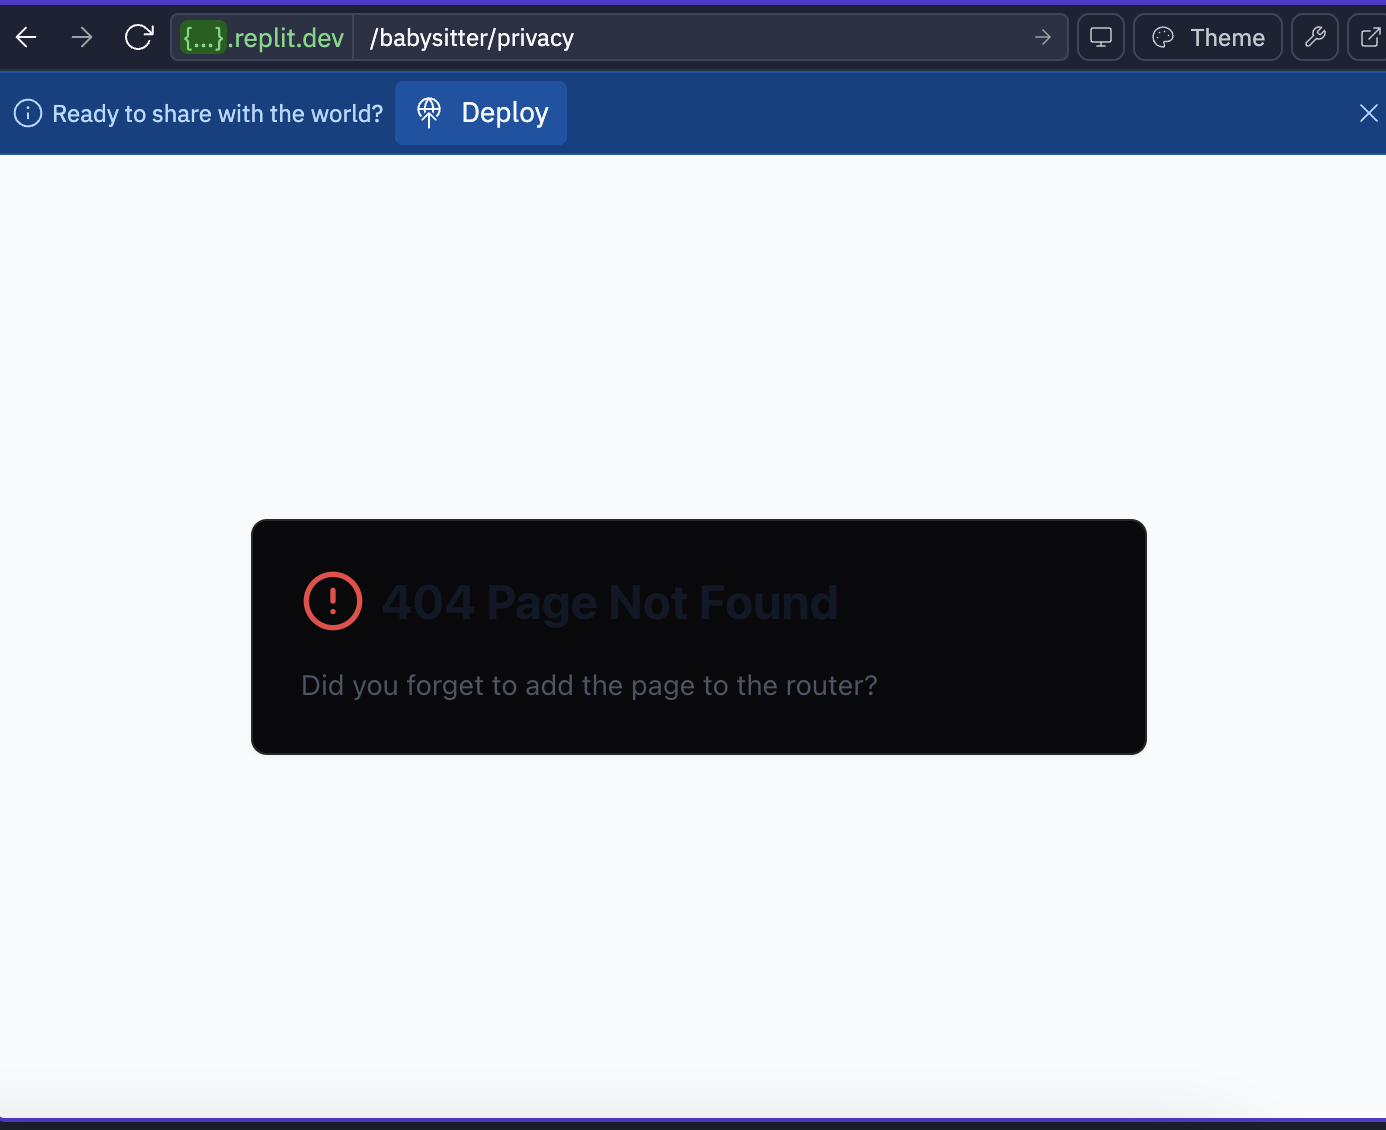 {...}.replit.dev /babysitter/privacy Theme
Ready to share with the world? Deploy
404 Page Not Found
Did you forget to add the page to the router?